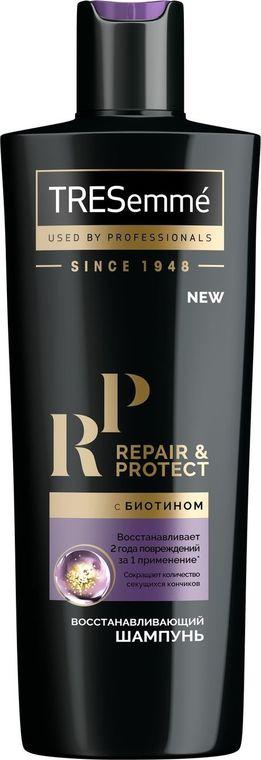 TRESemmé
USED BY PROFESSIONALS
SINCE 1948
NEW
RP
REPAIR &
PROTECT
С БИОТИНОМ
Восстанавливает
2 года повреждений
за 1 применение*
Сокращает количество
секущихся кончиков
ВОССТАНАВЛИВАЮЩИЙ
ШАМПУНЬ